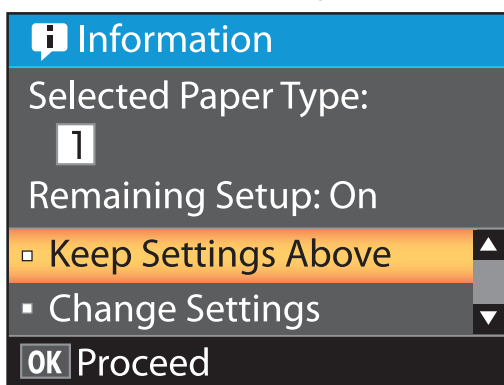 Information
Selected Paper Type:
1
Remaining Setup: On
Keep Settings Above
Change Settings
OK Proceed